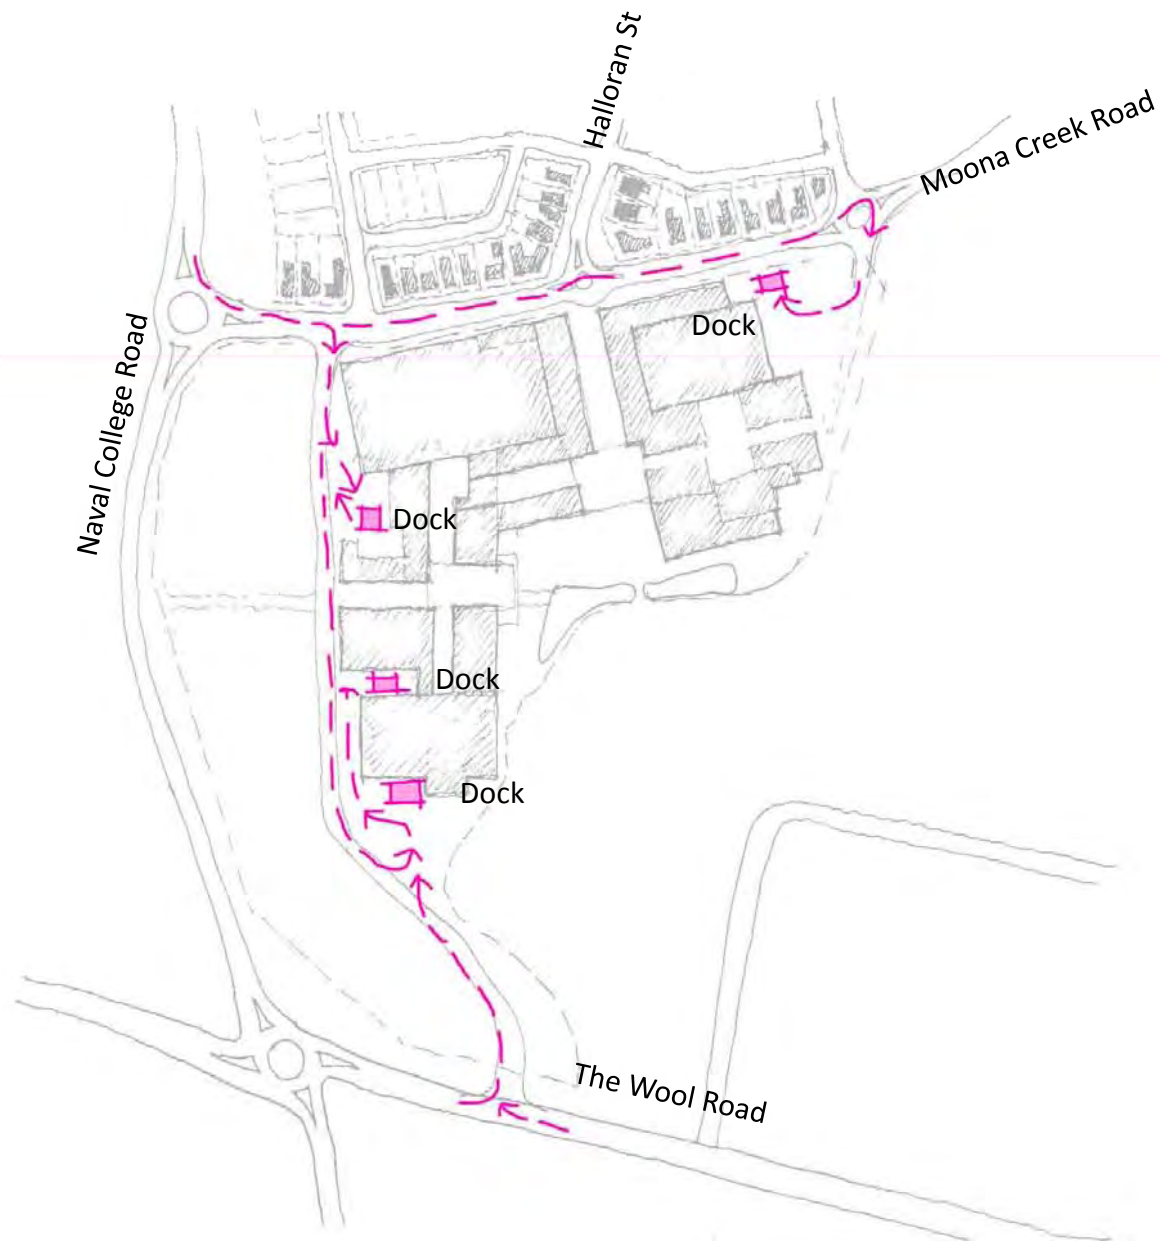 Halloran St
Moona Creek Road
Naval College Road
Dock
Dock
Dock
Dock
The Wool Road